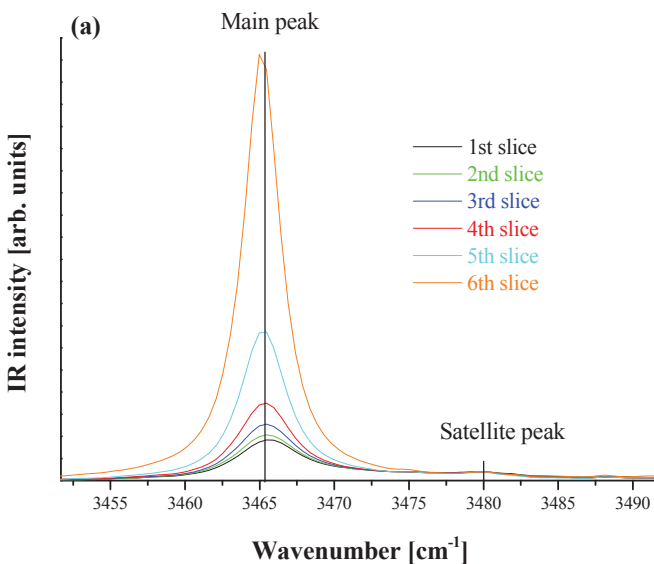 (a)
Main peak
IR intensity [arb. units]
1st slice
2nd slice
3rd slice
4th slice
5th slice
6th slice
Satellite peak
3455 3460 3465 3470 3475 3480 3485 3490
Wavenumber [cm⁻¹]